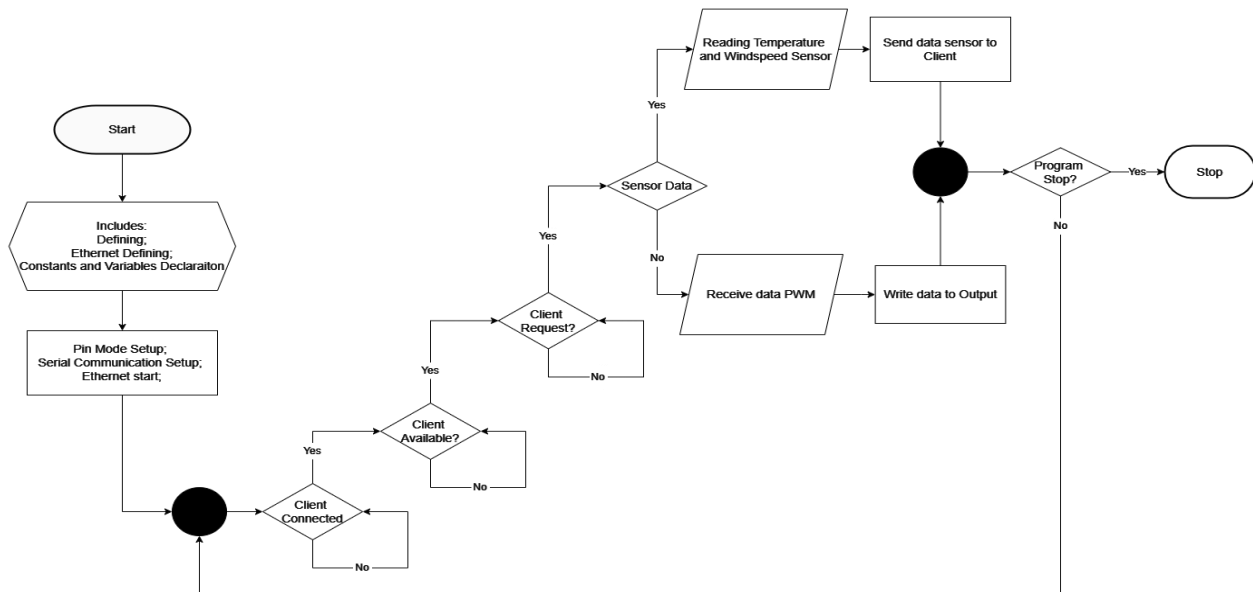 Start
Includes:
Defining;
Ethernet Defining;
Constants and Variables Declaraiton
Pin Mode Setup;
Serial Communication Setup;
Ethernet start;
Client
Connected
No
Yes
Client
Available?
No
Yes
Client
Request?
No
Yes
Sensor Data
Yes
Reading Temperature
and Windspeed Sensor
Send data sensor to
Client
No
Receive data PWM
Write data to Output
Program
Stop?
Yes
Stop
No